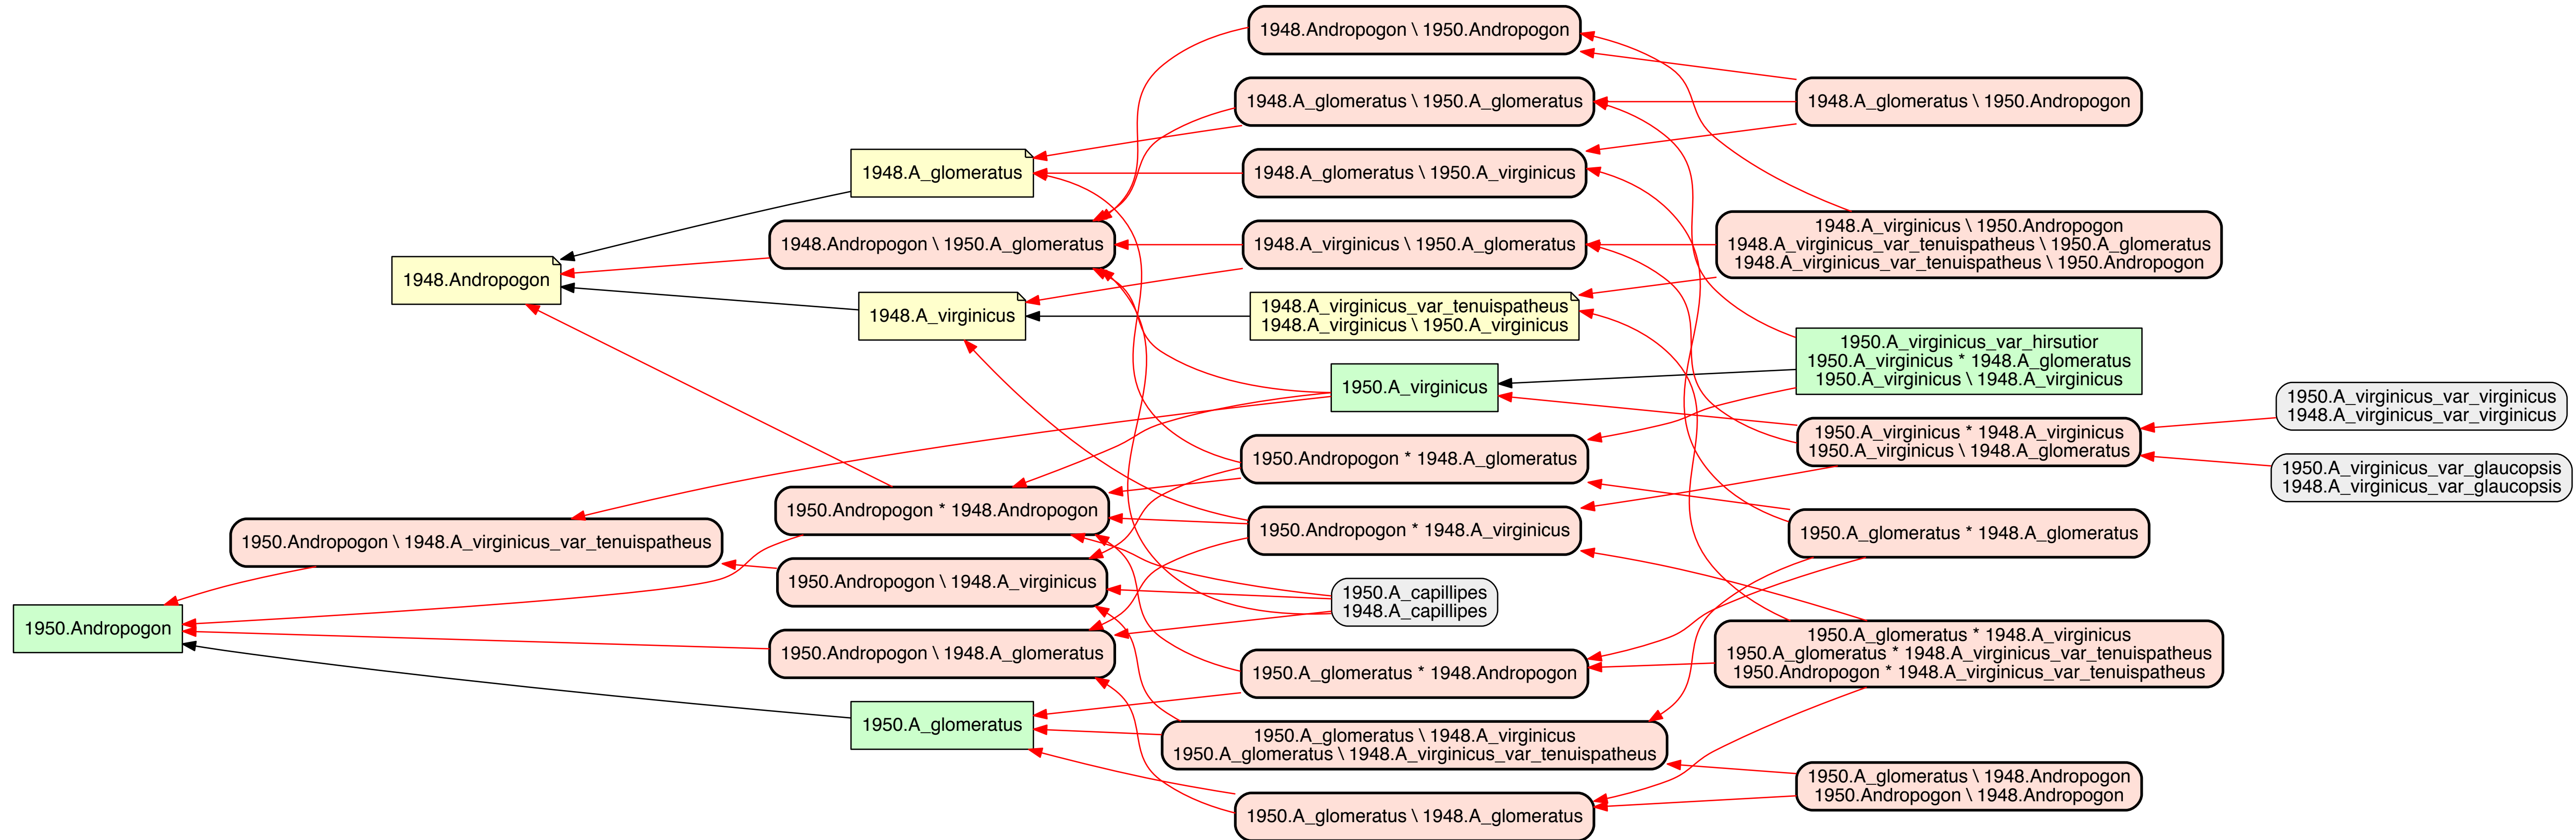 1948.Andropogon \ 1950.Andropogon
1948.A_glomeratus \ 1950.A_glomeratus
1948.A_glomeratus \ 1950.Andropogon
1948.A_glomeratus
1948.A_glomeratus \ 1950.A_virginicus
1948.Andropogon \ 1950.A_glomeratus
1948.A_virginicus \ 1950.A_glomeratus
1948.A_virginicus \ 1950.Andropogon
1948.A_virginicus_var_tenuispatheus \ 1950.A_glomeratus
1948.A_virginicus_var_tenuispatheus \ 1950.Andropogon
1948.Andropogon
1948.A_virginicus
1948.A_virginicus_var_tenuispatheus
1948.A_virginicus \ 1950.A_virginicus
1950.A_virginicus_var_hirsutior
1950.A_virginicus * 1948.A_glomeratus
1950.A_virginicus \ 1948.A_virginicus
1950.A_virginicus
1950.A_virginicus_var_virginicus
1948.A_virginicus_var_virginicus
1950.A_virginicus * 1948.A_virginicus
1950.A_virginicus \ 1948.A_glomeratus
1950.Andropogon * 1948.A_glomeratus
1950.A_virginicus_var_glaucopsis
1948.A_virginicus_var_glaucopsis
1950.Andropogon * 1948.Andropogon
1950.Andropogon * 1948.A_virginicus
1950.A_glomeratus * 1948.A_glomeratus
1950.Andropogon \ 1948.A_virginicus_var_tenuispatheus
1950.Andropogon \ 1948.A_virginicus
1950.A_capillipes
1948.A_capillipes
1950.Andropogon
1950.Andropogon \ 1948.A_glomeratus
1950.A_glomeratus * 1948.A_virginicus
1950.A_glomeratus * 1948.A_virginicus_var_tenuispatheus
1950.Andropogon * 1948.A_virginicus_var_tenuispatheus
1950.A_glomeratus * 1948.Andropogon
1950.A_glomeratus
1950.A_glomeratus \ 1948.A_virginicus
1950.A_glomeratus \ 1948.A_virginicus_var_tenuispatheus
1950.A_glomeratus \ 1948.Andropogon
1950.Andropogon \ 1948.Andropogon
1950.A_glomeratus \ 1948.A_glomeratus